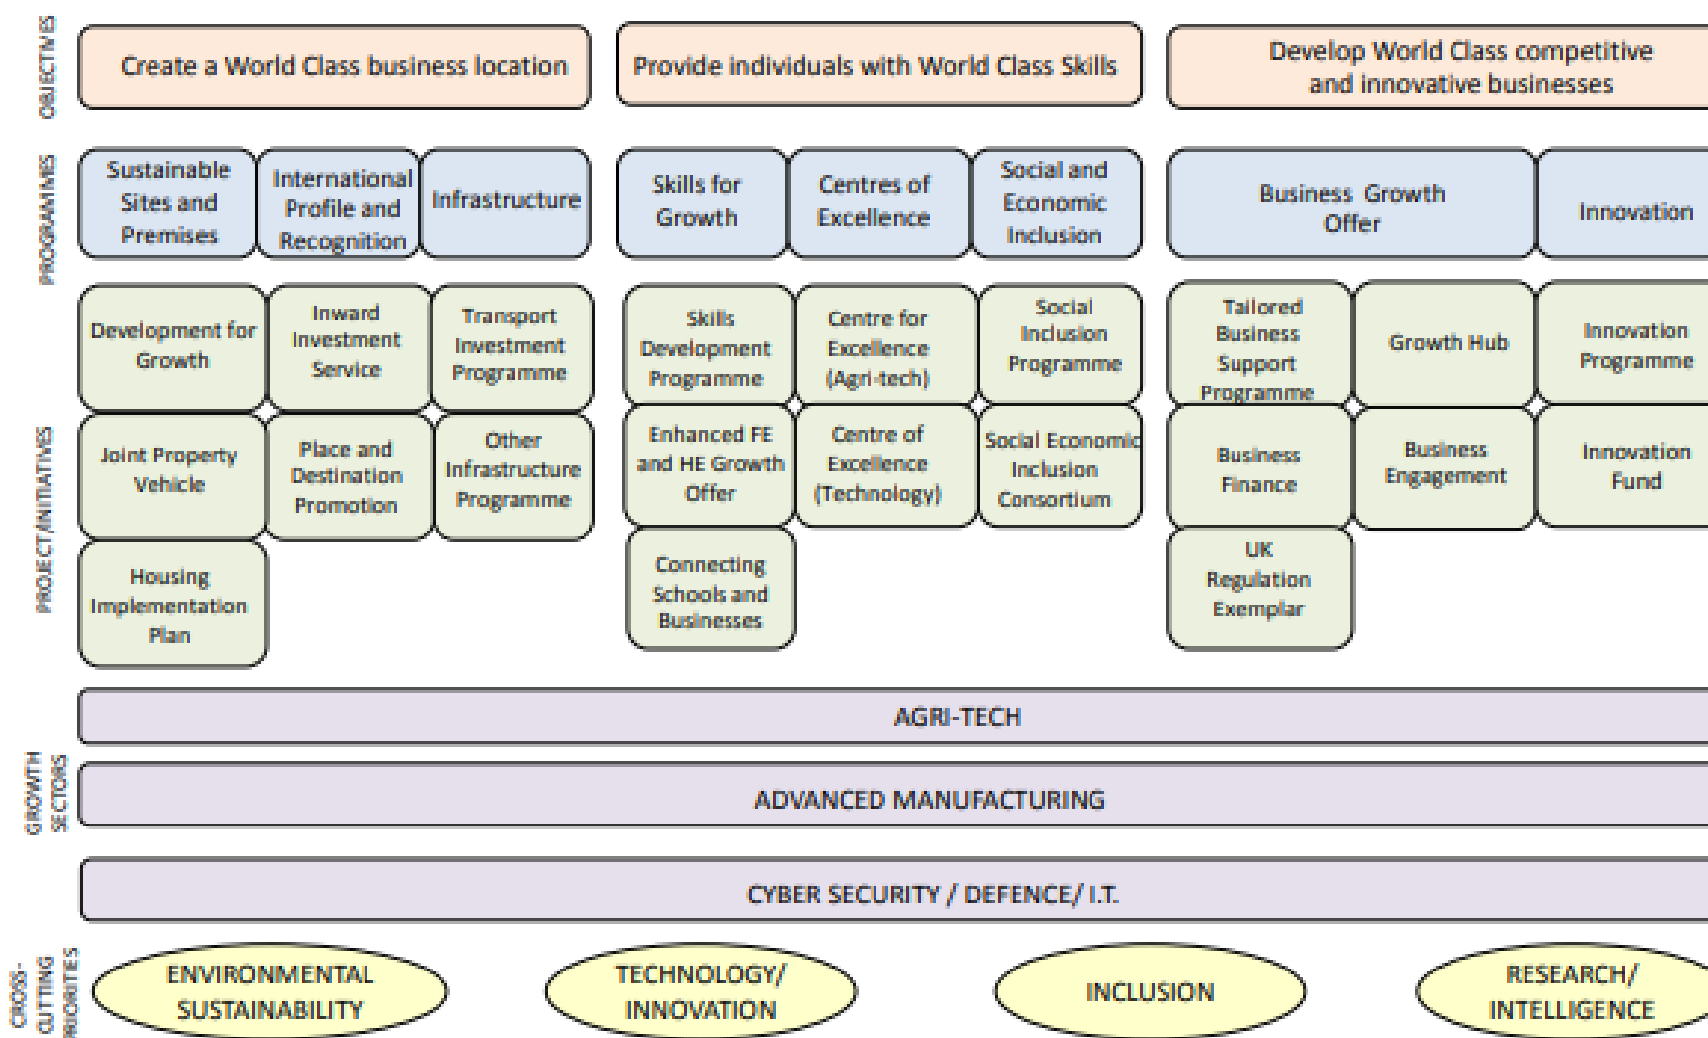 OBJECTIVES
Create a World Class business location
Provide individuals with World Class Skills
Develop World Class competitive
and innovative businesses
PROGRAMMES
Sustainable
Sites and
Premises
International
Profile and
Recognition
Infrastructure
Skills for
Growth
Centres of
Excellence
Social and
Economic
Inclusion
Business Growth
Offer
Innovation
PROJECT/INITIATIVES
Development for
Growth
Inward
Investment
Service
Transport
Investment
Programme
Skills
Development
Programme
Centre for
Excellence
(Agri-tech)
Social
Inclusion
Programme
Tailored
Business
Support
Programme
Growth Hub
Innovation
Programme
Joint Property
Vehicle
Place and
Destination
Promotion
Other
Infrastructure
Programme
Enhanced FE
and HE Growth
Offer
Centre of
Excellence
(Technology)
Social Economic
Inclusion
Consortium
Business
Finance
Business
Engagement
Innovation
Fund
Housing
Implementation
Plan
Connecting
Schools and
Businesses
UK
Regulation
Exemplar
GROWTH
SECTORS
AGRI-TECH
ADVANCED MANUFACTURING
CYBER SECURITY / DEFENCE/ I.T.
CROSS-
CUTTING
PRIORITIES
ENVIRONMENTAL
SUSTAINABILITY
TECHNOLOGY/
INNOVATION
INCLUSION
RESEARCH/
INTELLIGENCE